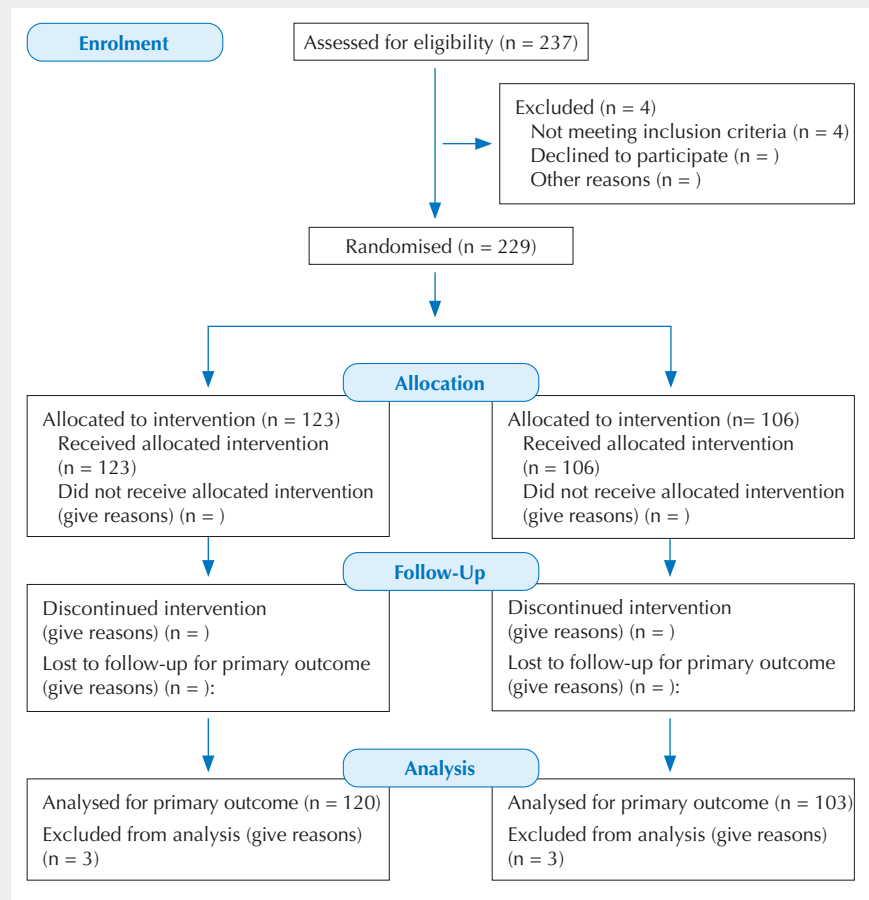 Enrolment
Assessed for eligibility (n = 237)
Excluded (n = 4)
Not meeting inclusion criteria (n = 4)
Declined to participate (n = )
Other reasons (n = )
Randomised (n = 229)
Allocation
Allocated to intervention (n = 123)
Received allocated intervention
(n = 123)
Did not receive allocated intervention
(give reasons) (n = )
Allocated to intervention (n= 106)
Received allocated intervention
(n = 106)
Did not receive allocated intervention
(give reasons) (n = )
Follow-Up
Discontinued intervention
(give reasons) (n = )
Lost to follow-up for primary outcome
(give reasons) (n = ):
Discontinued intervention
(give reasons) (n = )
Lost to follow-up for primary outcome
(give reasons) (n = ):
Analysis
Analysed for primary outcome (n = 120)
Excluded from analysis (give reasons)
(n = 3)
Analysed for primary outcome (n = 103)
Excluded from analysis (give reasons)
(n = 3)